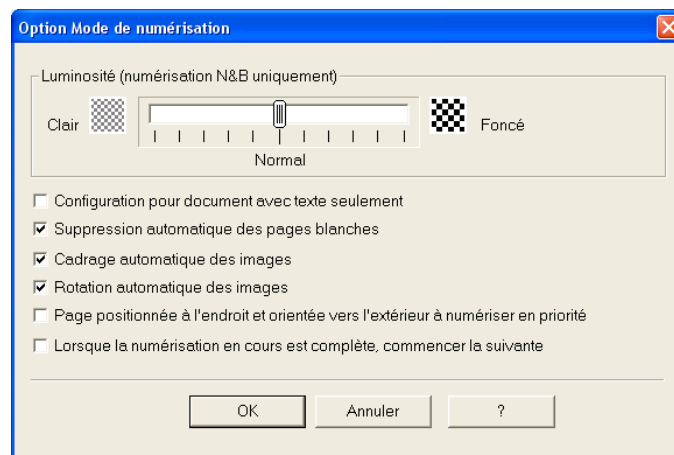 Option Mode de numérisation
Luminosité (numérisation N&B uniquement)
Clair
Foncé
Normal
Configuration pour document avec texte seulement
Suppression automatique des pages blanches
Cadrage automatique des images
Rotation automatique des images
Page positionnée à l'endroit et orientée vers l'extérieur à numériser en priorité
Lorsque la numérisation en cours est complète, commencer la suivante
OK Annuler ?